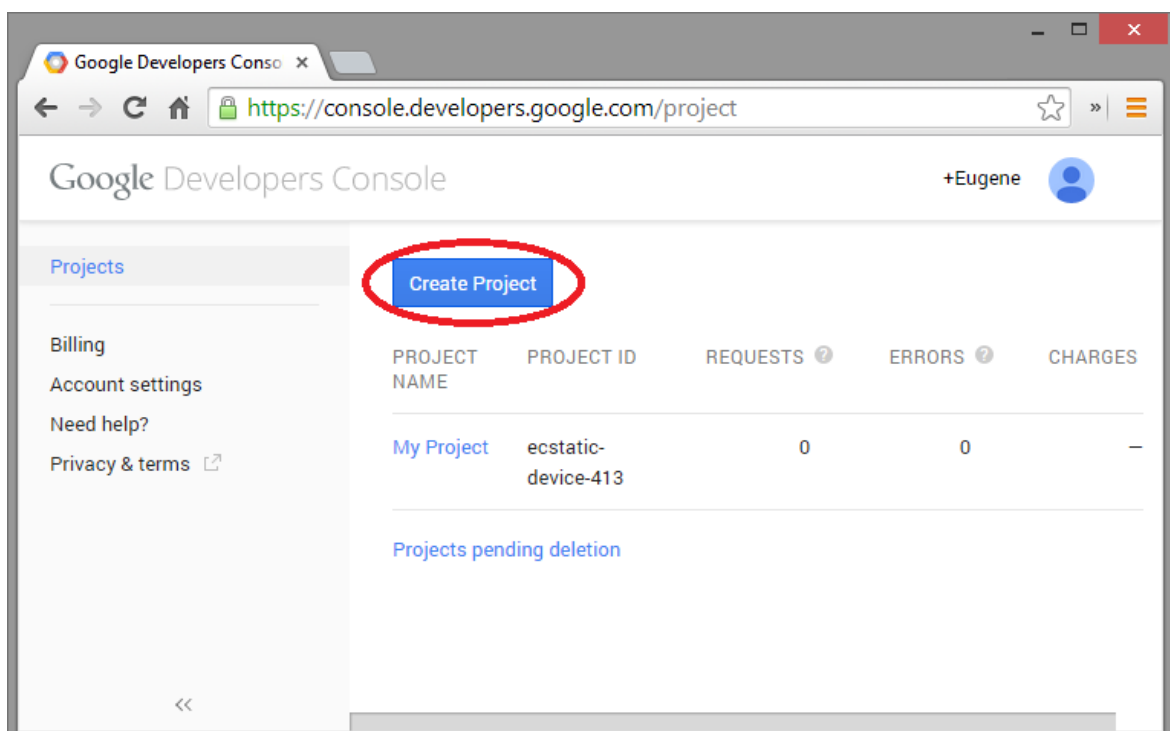 Google Developers Conso
https://console.developers.google.com/project
Google Developers Console
+Eugene
Projects
Billing
Account settings
Need help?
Privacy & terms
Create Project
PROJECT NAME PROJECT ID REQUESTS ERRORS CHARGES
My Project ecstatic-device-413 0 0 –
Projects pending deletion